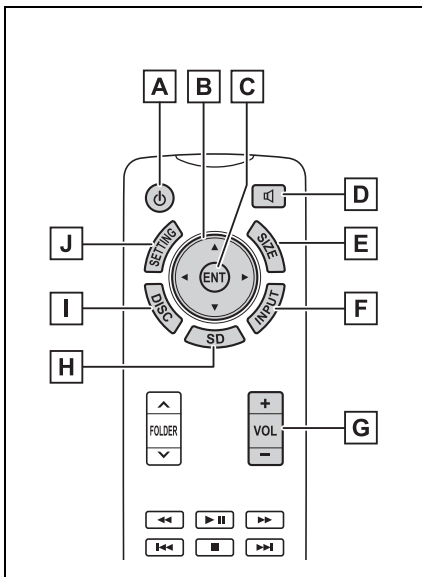 A B C
D
J SETTING SIZE E
ENT
I DISC INPUT F
H SD
FOLDER
+
VOL G
−